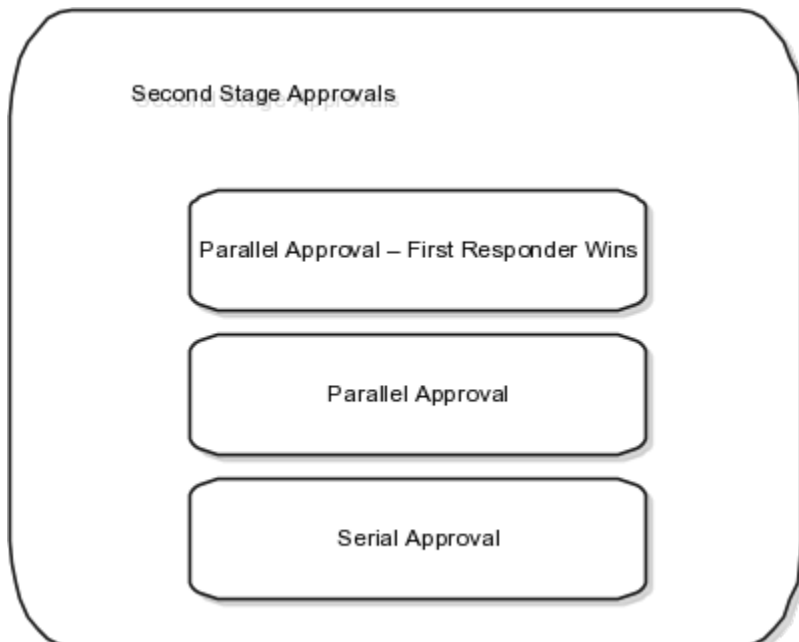 Second Stage Approvals
Parallel Approval – First Responder Wins
Parallel Approval
Serial Approval